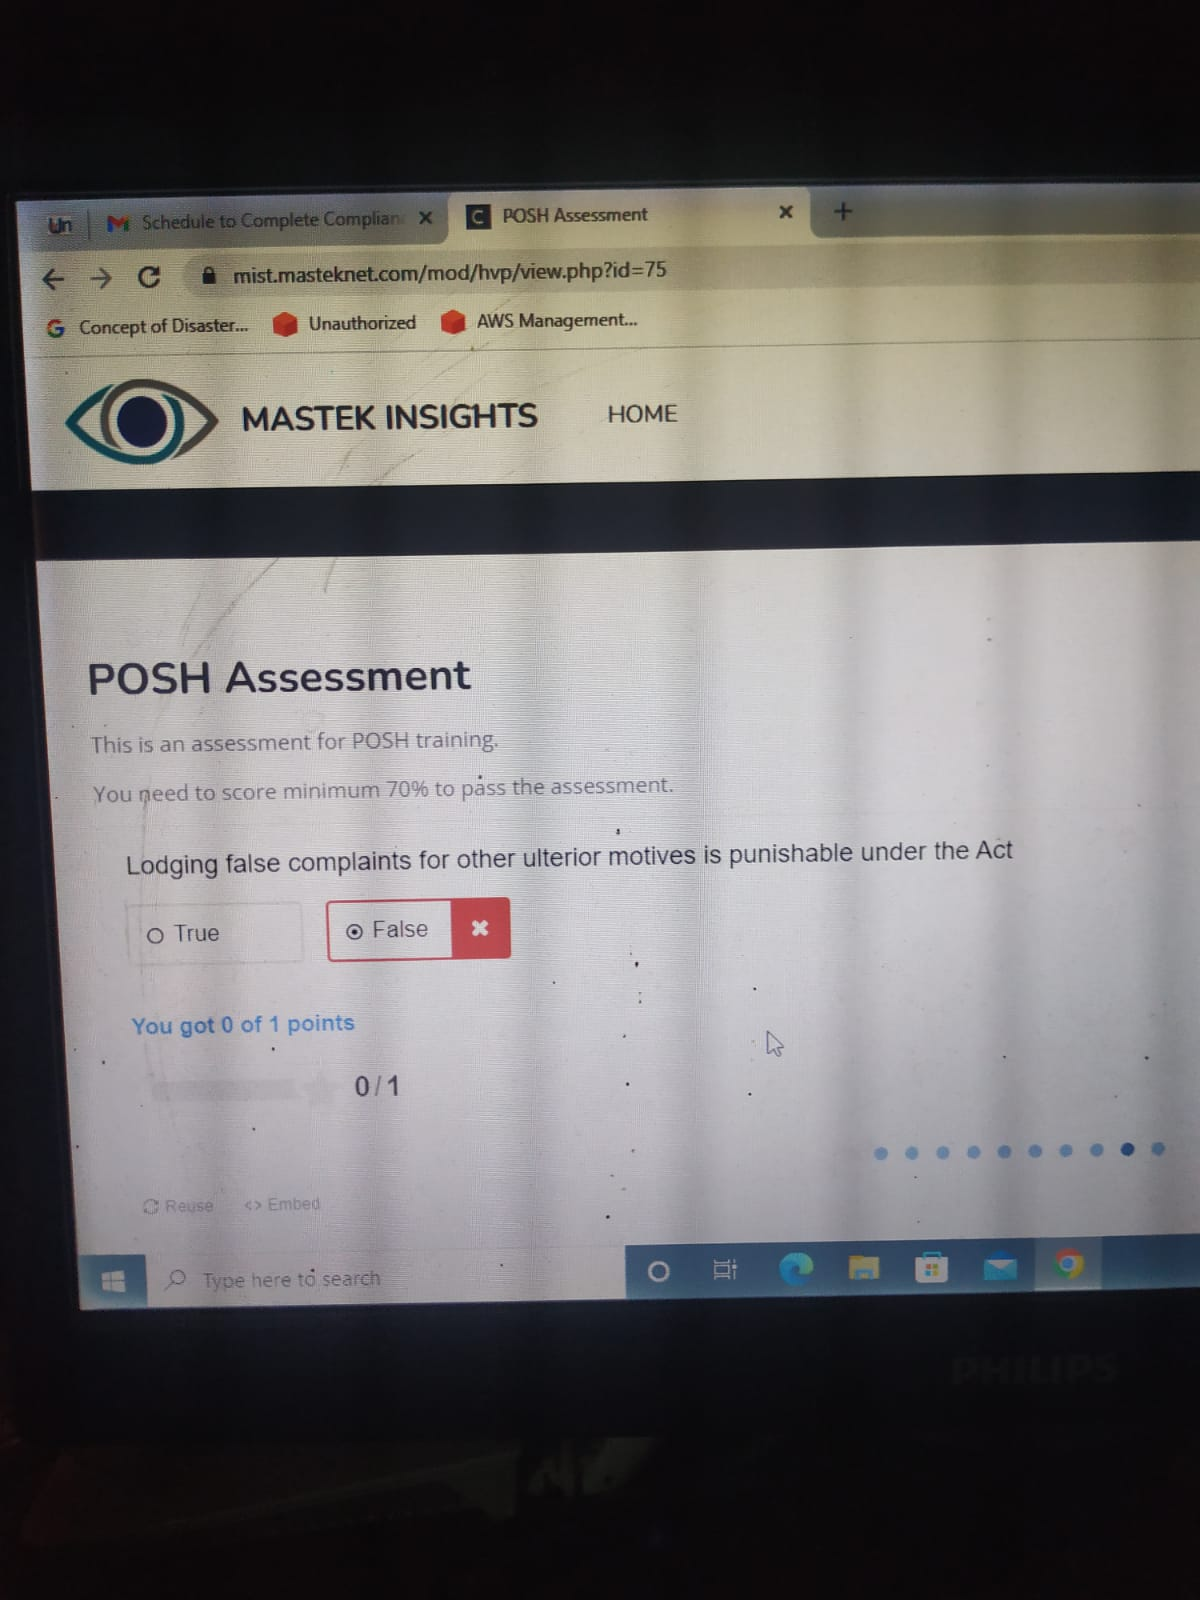 Un Schedule to Complete Complianc × C POSH Assessment × +
mist.masteknet.com/mod/hvp/view.php?id=75
G Concept of Disaster... Unauthorized AWS Management...
MASTEK INSIGHTS HOME
POSH Assessment
This is an assessment for POSH training.
You need to score minimum 70% to pass the assessment.
Lodging false complaints for other ulterior motives is punishable under the Act
True False ×
You got 0 of 1 points
0/1
Reuse <> Embed
Type here to search
PHILIPS